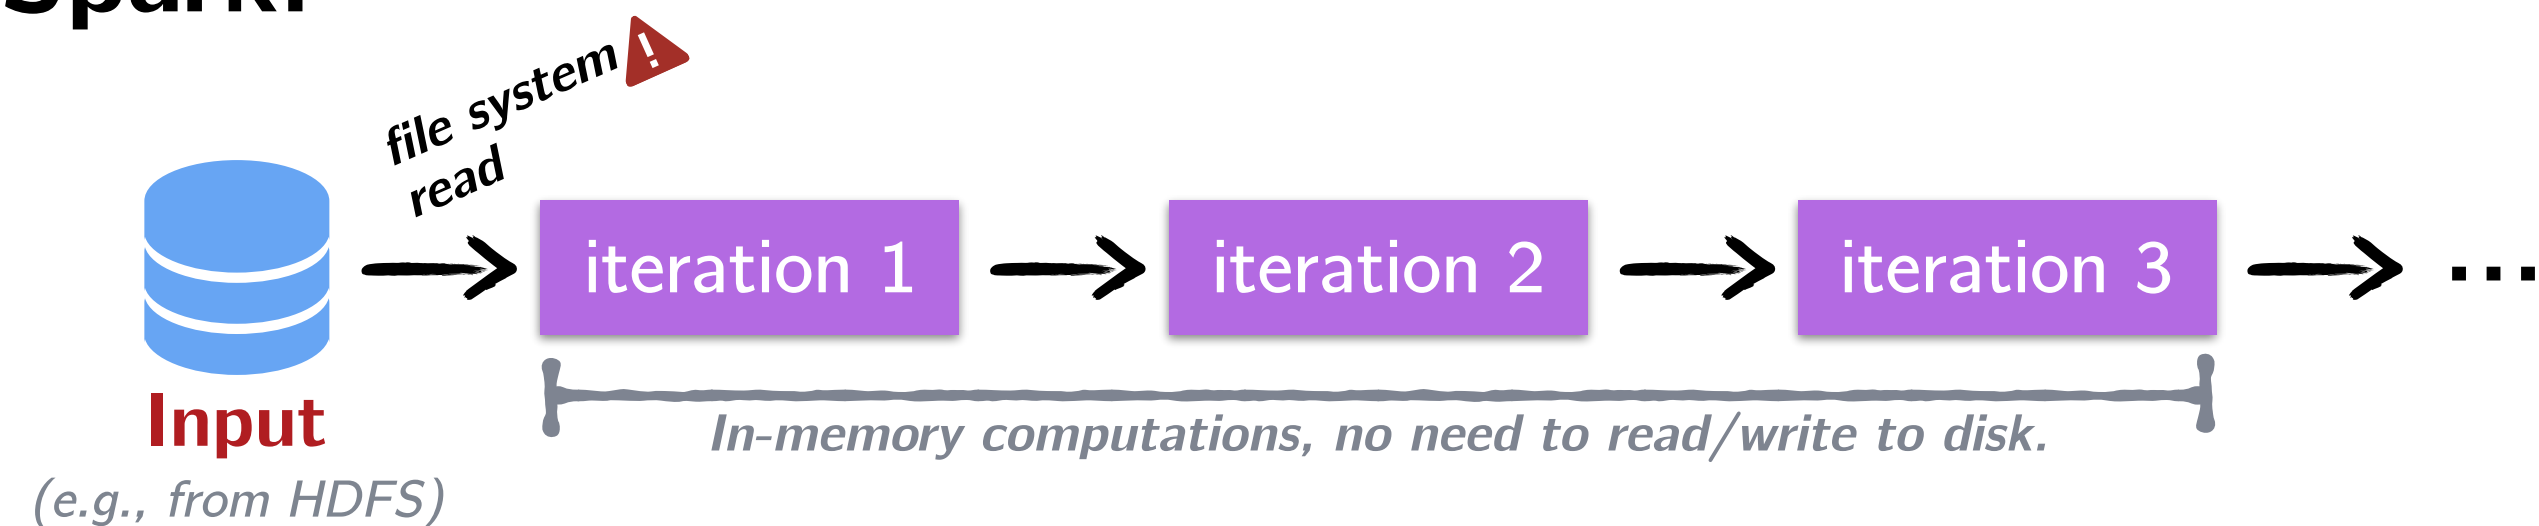 Spark:
file system
read
iteration 1
iteration 2
iteration 3
...
Input
In-memory computations, no need to read/write to disk.
(e.g., from HDFS)